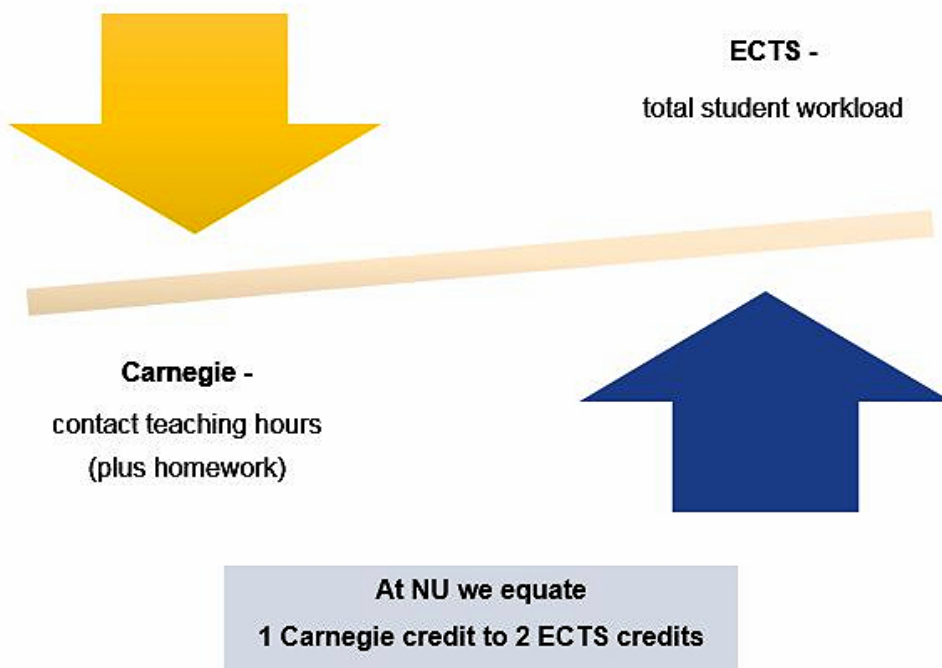 ECTS -
total student workload
Carnegie -
contact teaching hours
(plus homework)
At NU we equate
1 Carnegie credit to 2 ECTS credits